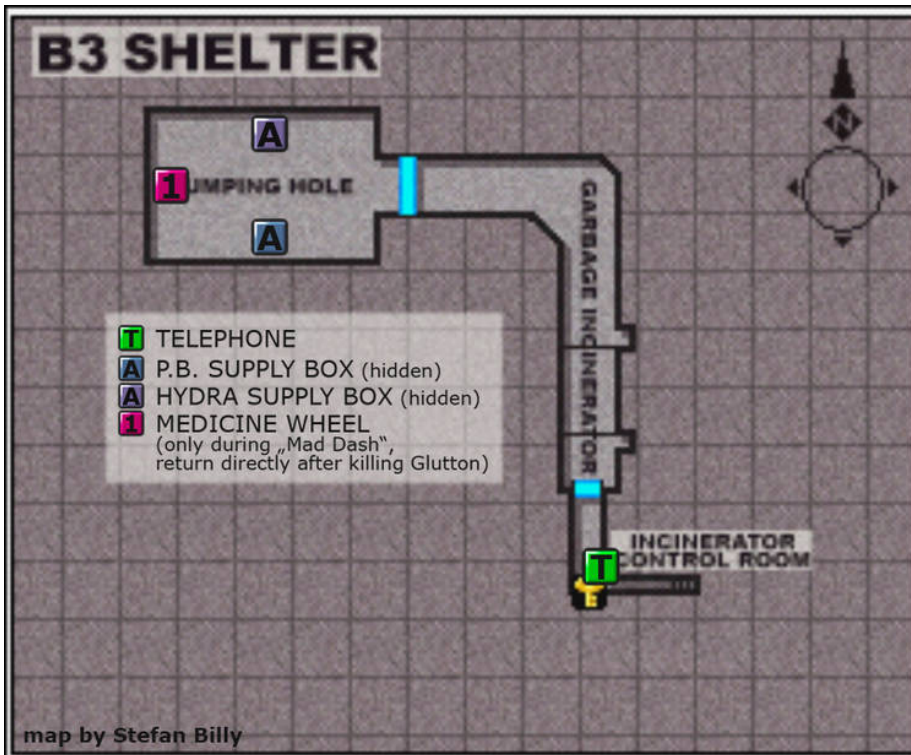 B3 SHELTER
N
A
1
UMPING HOLE
A
GARBAGE INCINERATOR
T TELEPHONE
A P.B. SUPPLY BOX (hidden)
A HYDRA SUPPLY BOX (hidden)
1 MEDICINE WHEEL
(only during „Mad Dash“,
return directly after killing Glutton)
INCINERATOR
T CONTROL ROOM
map by Stefan Billy